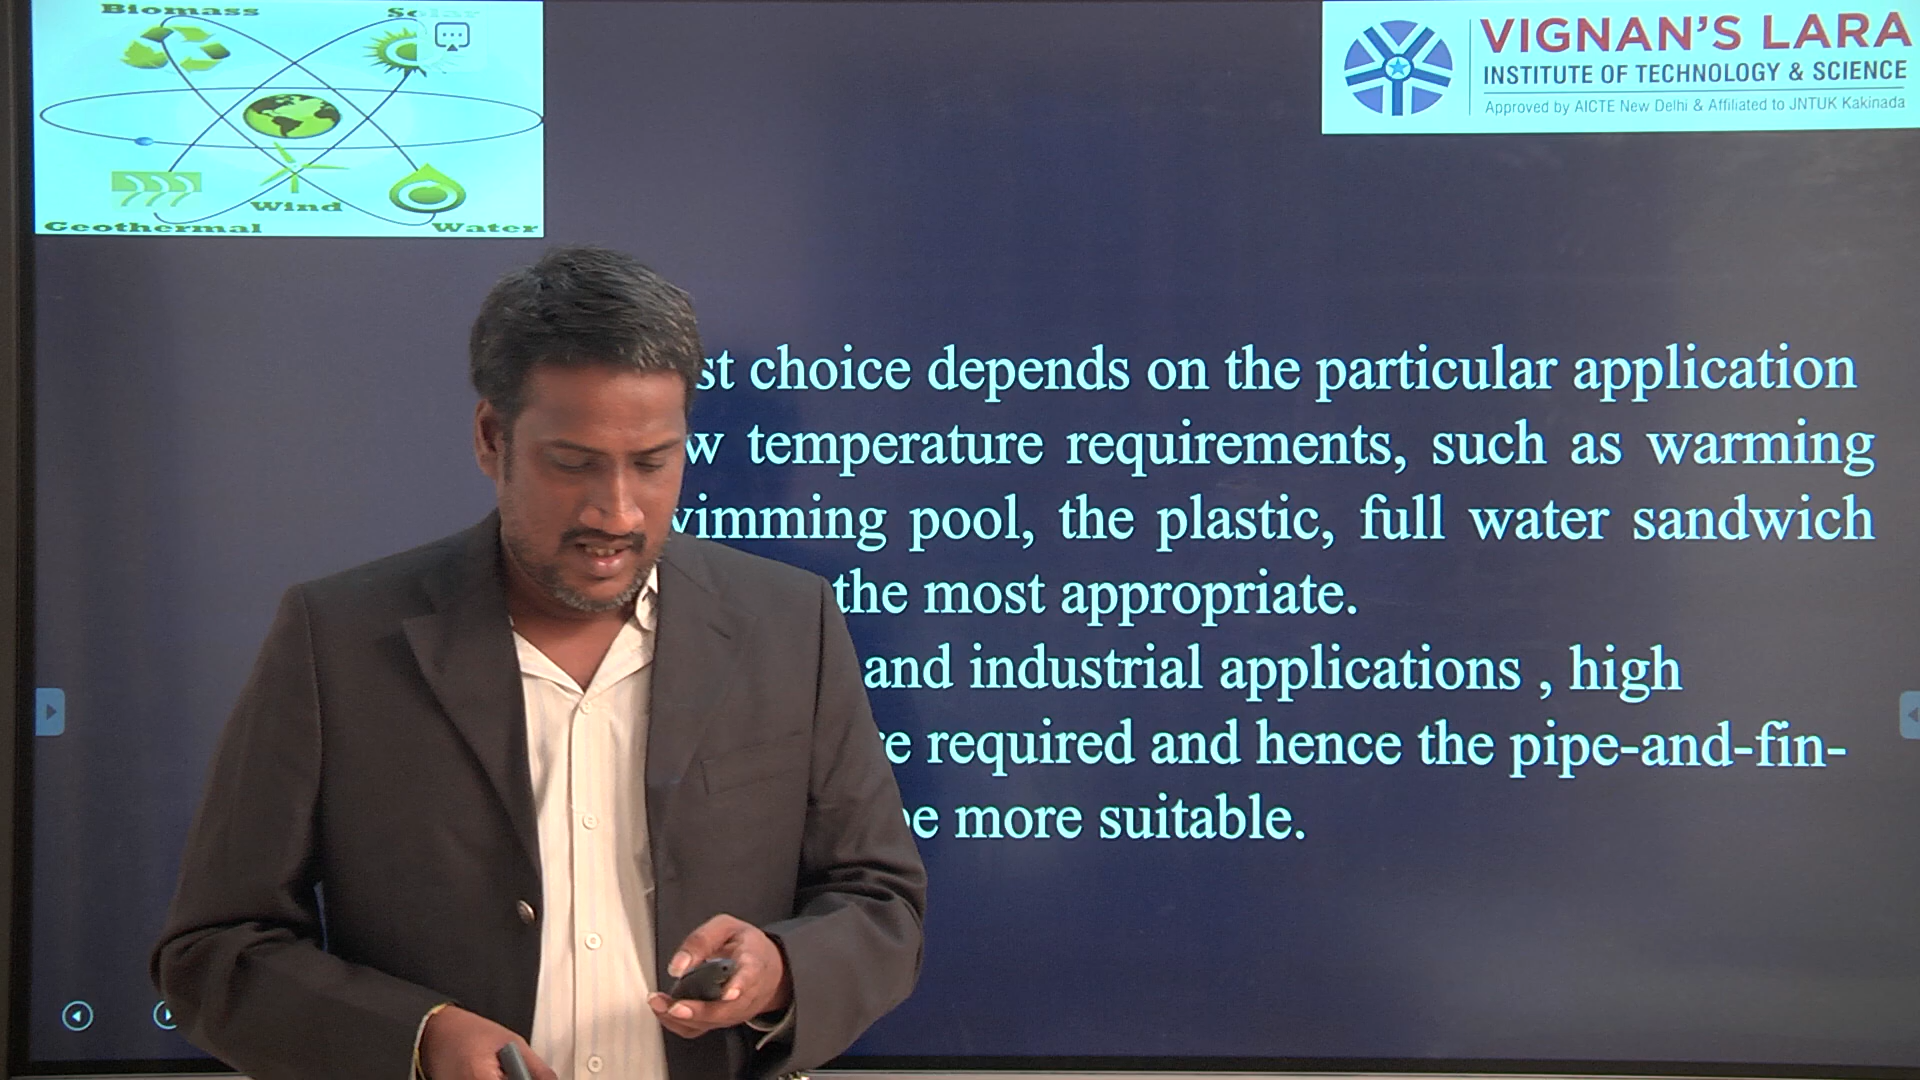 Biomass
Solar
Wind
Geothermal
Water
VIGNAN'S LARA
INSTITUTE OF TECHNOLOGY & SCIENCE
Approved by AICTE New Delhi & Affiliated to JNTUK Kakinada
choice depends on the particular application
temperature requirements, such as warming
pool, the plastic, full water sandwich
the most appropriate.
and industrial applications , high
required and hence the pipe-and-fin-
more suitable.